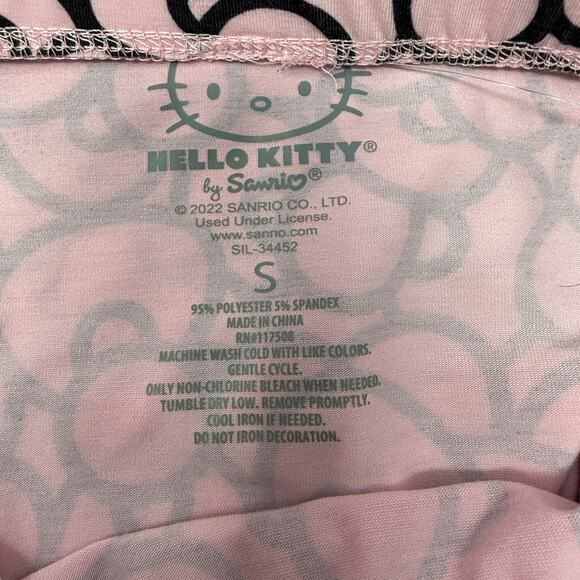 HELLO KITTY®
by Sanrio®
© 2022 SANRIO CO., LTD.
Used Under License.
www.sanrio.com
SIL-34452
S
95% POLYESTER 5% SPANDEX
MADE IN CHINA
RN#117508
MACHINE WASH COLD WITH LIKE COLORS.
GENTLE CYCLE.
ONLY NON-CHLORINE BLEACH WHEN NEEDED.
TUMBLE DRY LOW. REMOVE PROMPTLY.
COOL IRON IF NEEDED.
DO NOT IRON DECORATION.